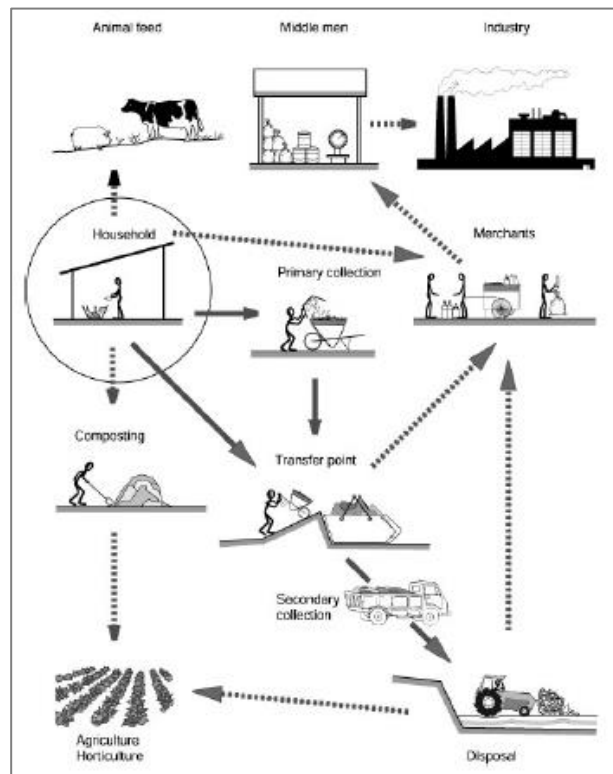 Animal feed
Middle men
Industry
Household
Merchants
Primary collection
Composting
Transfer point
Secondary
collection
Agriculture
Horticulture
Disposal